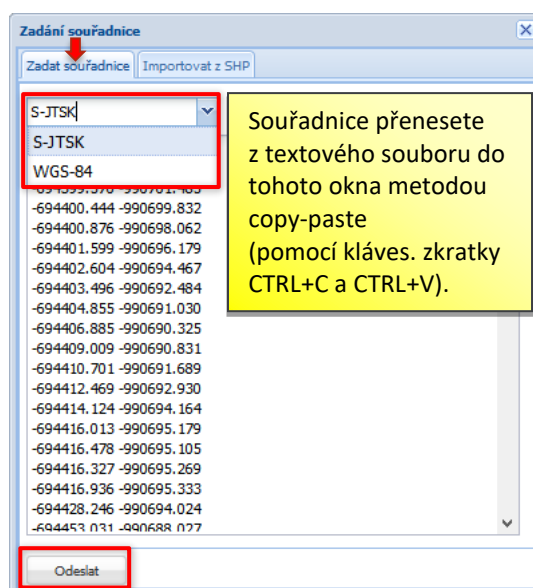 Zadání souřadnice
Zadat souřadnice Importovat z SHP
S-JTSK
S-JTSK
WGS-84
-694400.444 -990699.832
-694400.876 -990698.062
-694401.599 -990696.179
-694402.604 -990694.467
-694403.496 -990692.484
-694404.855 -990691.030
-694406.885 -990690.325
-694409.009 -990690.831
-694410.701 -990691.689
-694412.469 -990692.930
-694414.124 -990694.164
-694416.013 -990695.179
-694416.478 -990695.105
-694416.327 -990695.269
-694416.936 -990695.333
-694428.246 -990694.024
-694453.031 -990688.027
Souřadnice přenesete
z textového souboru do
tohoto okna metodou
copy-paste
(pomocí kláves. zkratky
CTRL+C a CTRL+V).
Odeslat